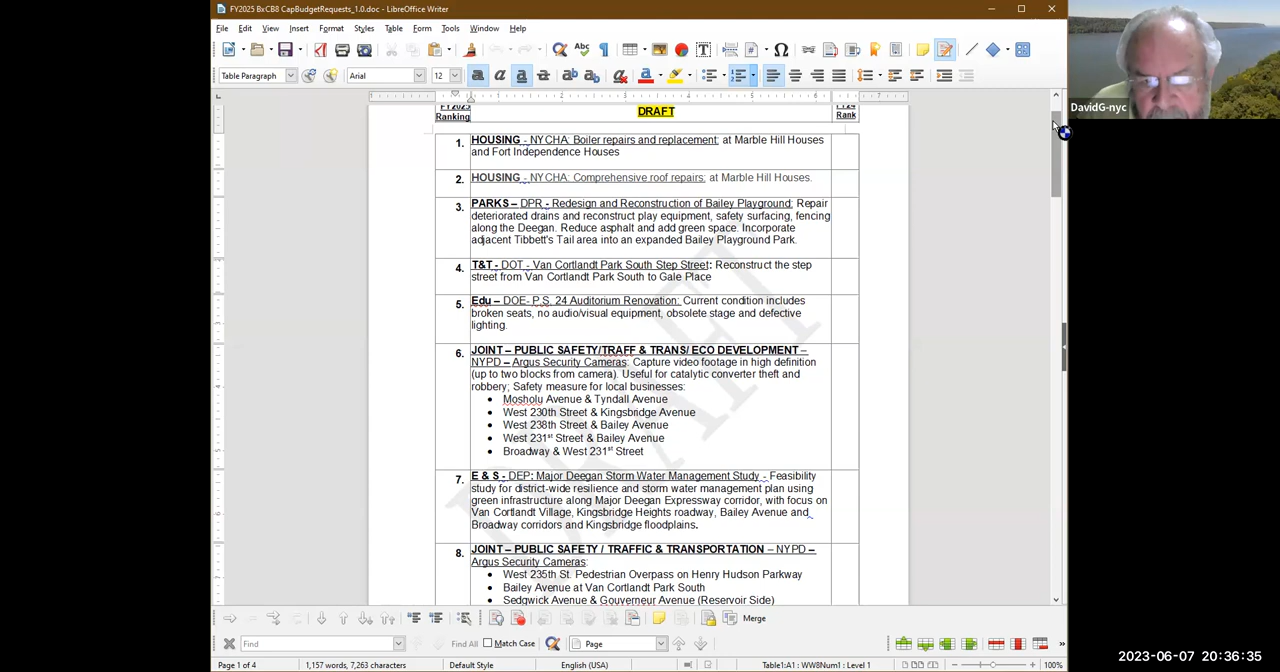 FY2025 BxCB8 CapBudgetRequests_1.0.doc - LibreOffice Writer
File Edit View Insert Format Styles Table Form Tools Window Help
Table Paragraph Arial 12
DavidG-nyc
1 2 3 4 5 6 7
FY2025 DRAFT FY24
Ranking Rank
1. HOUSING - NYCHA: Boiler repairs and replacement: at Marble Hill Houses
and Fort Independence Houses
2. HOUSING - NYCHA: Comprehensive roof repairs: at Marble Hill Houses.
3. PARKS – DPR - Redesign and Reconstruction of Bailey Playground: Repair
deteriorated drains and reconstruct play equipment, safety surfacing, fencing
along the Deegan. Reduce asphalt and add green space. Incorporate
adjacent Tibbett's Tail area into an expanded Bailey Playground Park.
4. T&T - DOT - Van Cortlandt Park South Step Street: Reconstruct the step
street from Van Cortlandt Park South to Gale Place
5. Edu – DOE- P.S. 24 Auditorium Renovation: Current condition includes
broken seats, no audio/visual equipment, obsolete stage and defective
lighting.
6. JOINT – PUBLIC SAFETY/TRAFF & TRANS/ ECO DEVELOPMENT –
NYPD – Argus Security Cameras: Capture video footage in high definition
(up to two blocks from camera). Useful for catalytic converter theft and
robbery; Safety measure for local businesses:
• Mosholu Avenue & Tyndall Avenue
• West 230th Street & Kingsbridge Avenue
• West 238th Street & Bailey Avenue
• West 231st Street & Bailey Avenue
• Broadway & West 231st Street
7. E & S - DEP: Major Deegan Storm Water Management Study - Feasibility
study for district-wide resilience and storm water management plan using
green infrastructure along Major Deegan Expressway corridor, with focus on
Van Cortlandt Village, Kingsbridge Heights roadway, Bailey Avenue and
Broadway corridors and Kingsbridge floodplains.
8. JOINT – PUBLIC SAFETY / TRAFFIC & TRANSPORTATION – NYPD –
Argus Security Cameras:
• West 235th St. Pedestrian Overpass on Henry Hudson Parkway
• Bailey Avenue at Van Cortlandt Park South
• Sedgwick Avenue & Gouverneur Avenue (Reservoir Side)
DRAFT
Merge
Find Find All Match Case Page
Page 1 of 4 1,157 words, 7,263 characters Default Style English (USA) Table1:A1 : WW8Num1 : Level 1 100%
2023-06-07 20:36:35